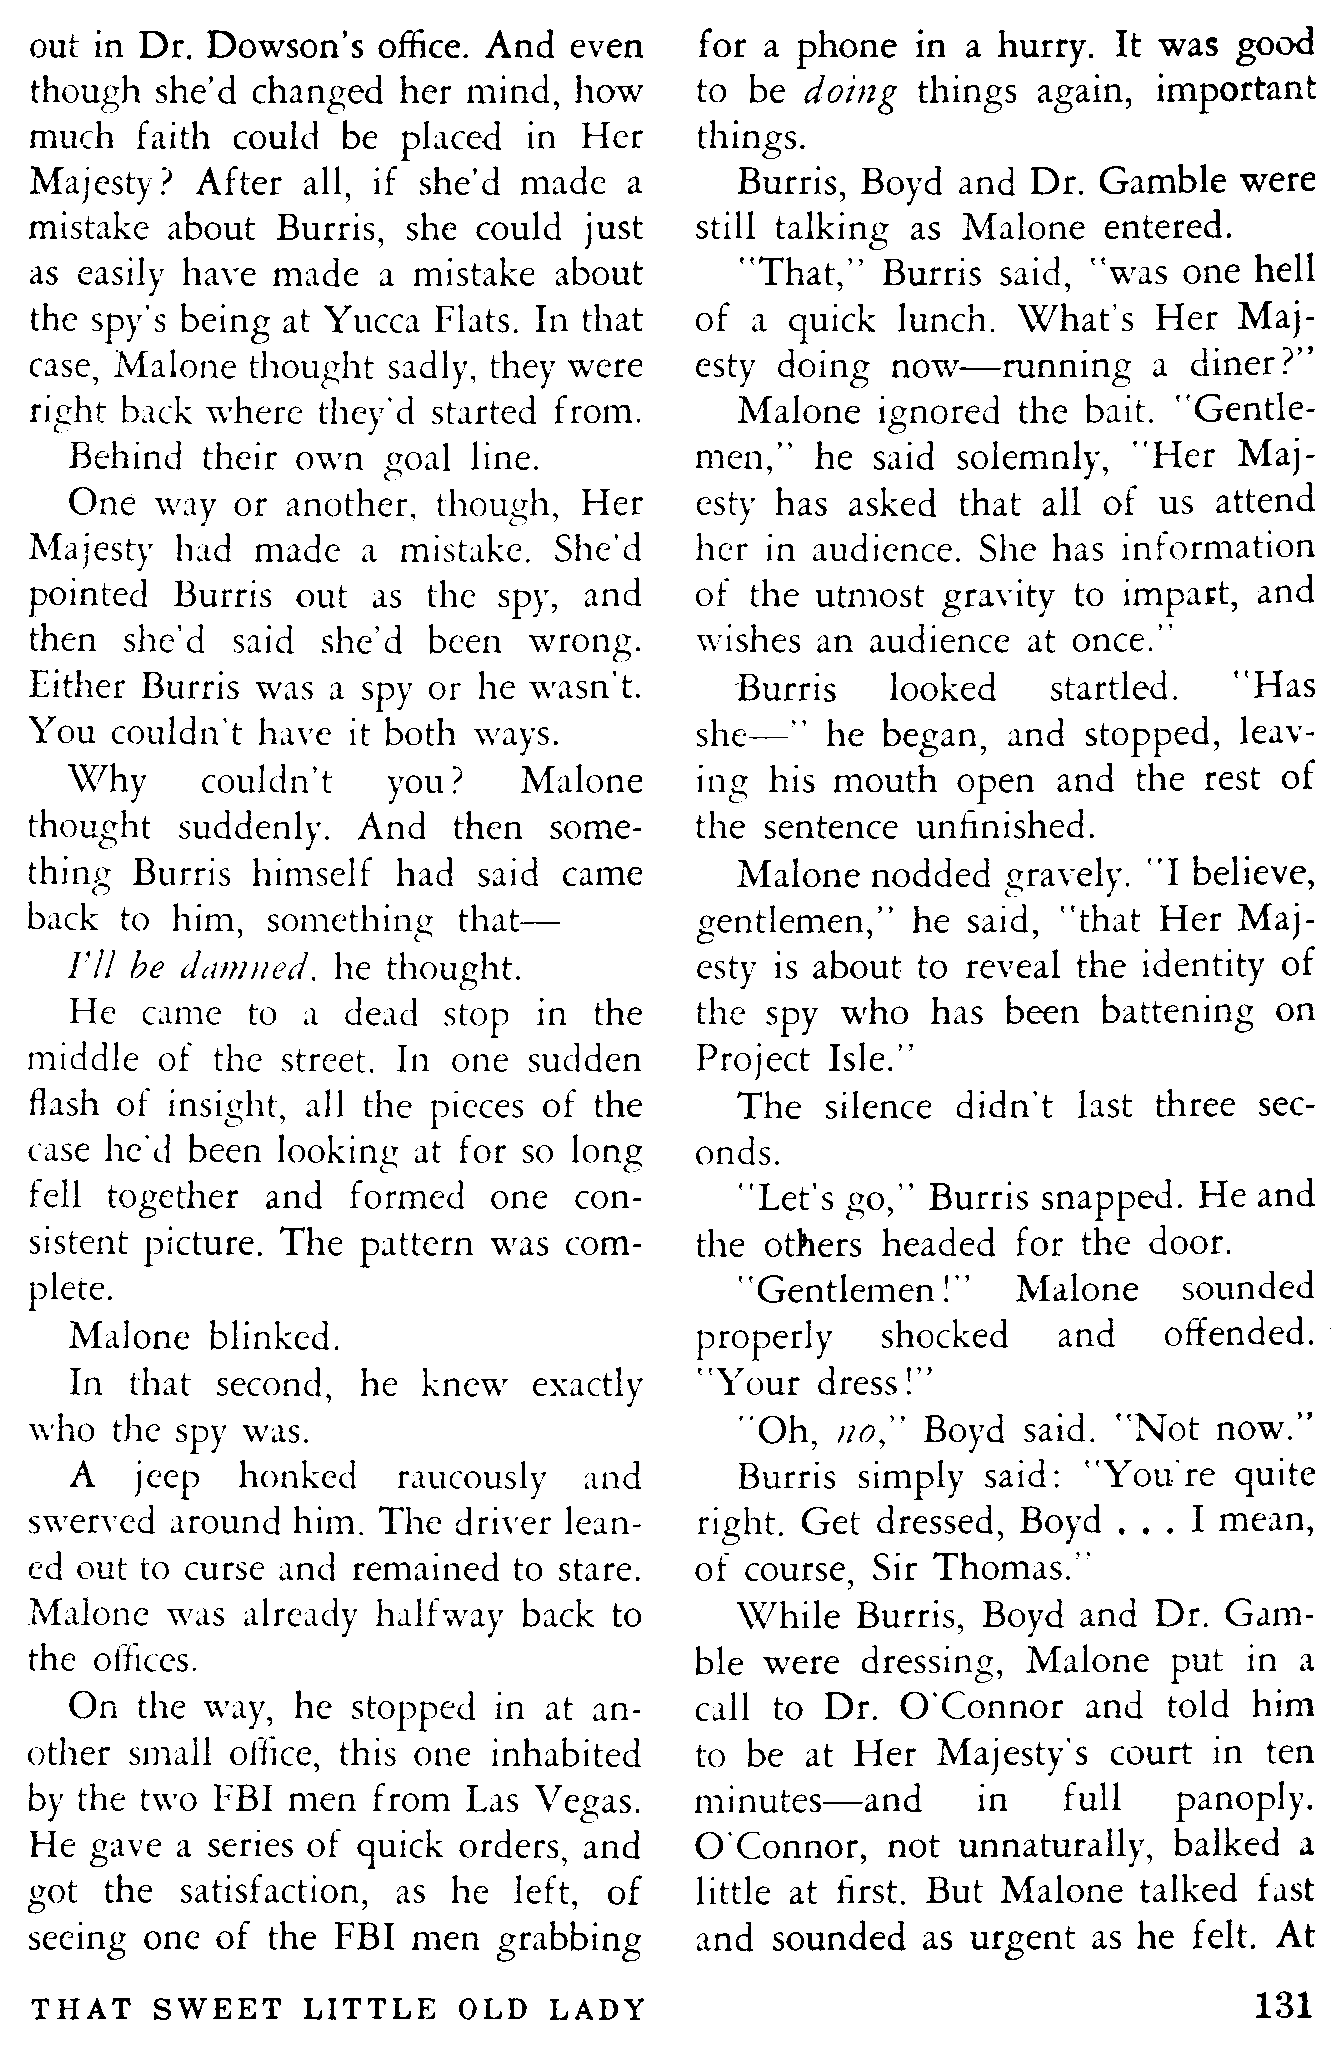 out in Dr. Dowson's office. And even
though she'd changed her mind, how
much faith could be placed in Her
Majesty? After all, if she'd made a
mistake about Burris, she could just
as easily have made a mistake about
the spy's being at Yucca Flats. In that
case, Malone thought sadly, they were
right back where they'd started from.
Behind their own goal line.
One way or another, though, Her
Majesty had made a mistake. She'd
pointed Burris out as the spy, and
then she'd said she'd been wrong.
Either Burris was a spy or he wasn't.
You couldn't have it both ways.
Why couldn't you? Malone
thought suddenly. And then some-
thing Burris himself had said came
back to him, something that—
I'll be damned, he thought.
He came to a dead stop in the
middle of the street. In one sudden
flash of insight, all the pieces of the
case he'd been looking at for so long
fell together and formed one con-
sistent picture. The pattern was com-
plete.
Malone blinked.
In that second, he knew exactly
who the spy was.
A jeep honked raucously and
swerved around him. The driver lean-
ed out to curse and remained to stare.
Malone was already halfway back to
the offices.
On the way, he stopped in at an-
other small office, this one inhabited
by the two FBI men from Las Vegas.
He gave a series of quick orders, and
got the satisfaction, as he left, of
seeing one of the FBI men grabbing
for a phone in a hurry. It was good
to be doing things again, important
things.
Burris, Boyd and Dr. Gamble were
still talking as Malone entered.
"That," Burris said, "was one hell
of a quick lunch. What's Her Maj-
esty doing now—running a diner?"
Malone ignored the bait. "Gentle-
men," he said solemnly, "Her Maj-
esty has asked that all of us attend
her in audience. She has information
of the utmost gravity to impart, and
wishes an audience at once."
Burris looked startled. "Has
she—" he began, and stopped, leav-
ing his mouth open and the rest of
the sentence unfinished.
Malone nodded gravely. "I believe,
gentlemen," he said, "that Her Maj-
esty is about to reveal the identity of
the spy who has been battening on
Project Isle."
The silence didn't last three sec-
onds.
"Let's go," Burris snapped. He and
the others headed for the door.
"Gentlemen!" Malone sounded
properly shocked and offended.
"Your dress!"
"Oh, no," Boyd said. "Not now."
Burris simply said: "You're quite
right. Get dressed, Boyd . . . I mean,
of course, Sir Thomas."
While Burris, Boyd and Dr. Gam-
ble were dressing, Malone put in a
call to Dr. O'Connor and told him
to be at Her Majesty's court in ten
minutes—and in full panoply.
O'Connor, not unnaturally, balked a
little at first. But Malone talked fast
and sounded as urgent as he felt. At
THAT SWEET LITTLE OLD LADY
131